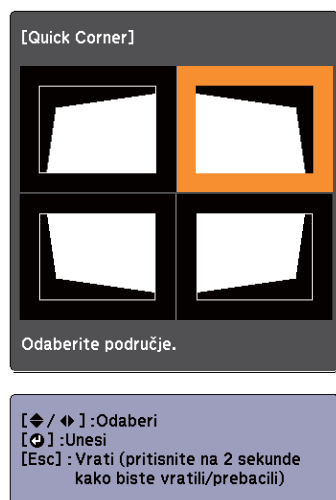 [Quick Corner]
Odaberite područje.
[◆ / ◆] :Odaberi
[↵] :Unesi
[Esc] : Vrati (pritisnite na 2 sekunde
kako biste vratili/prebacili)